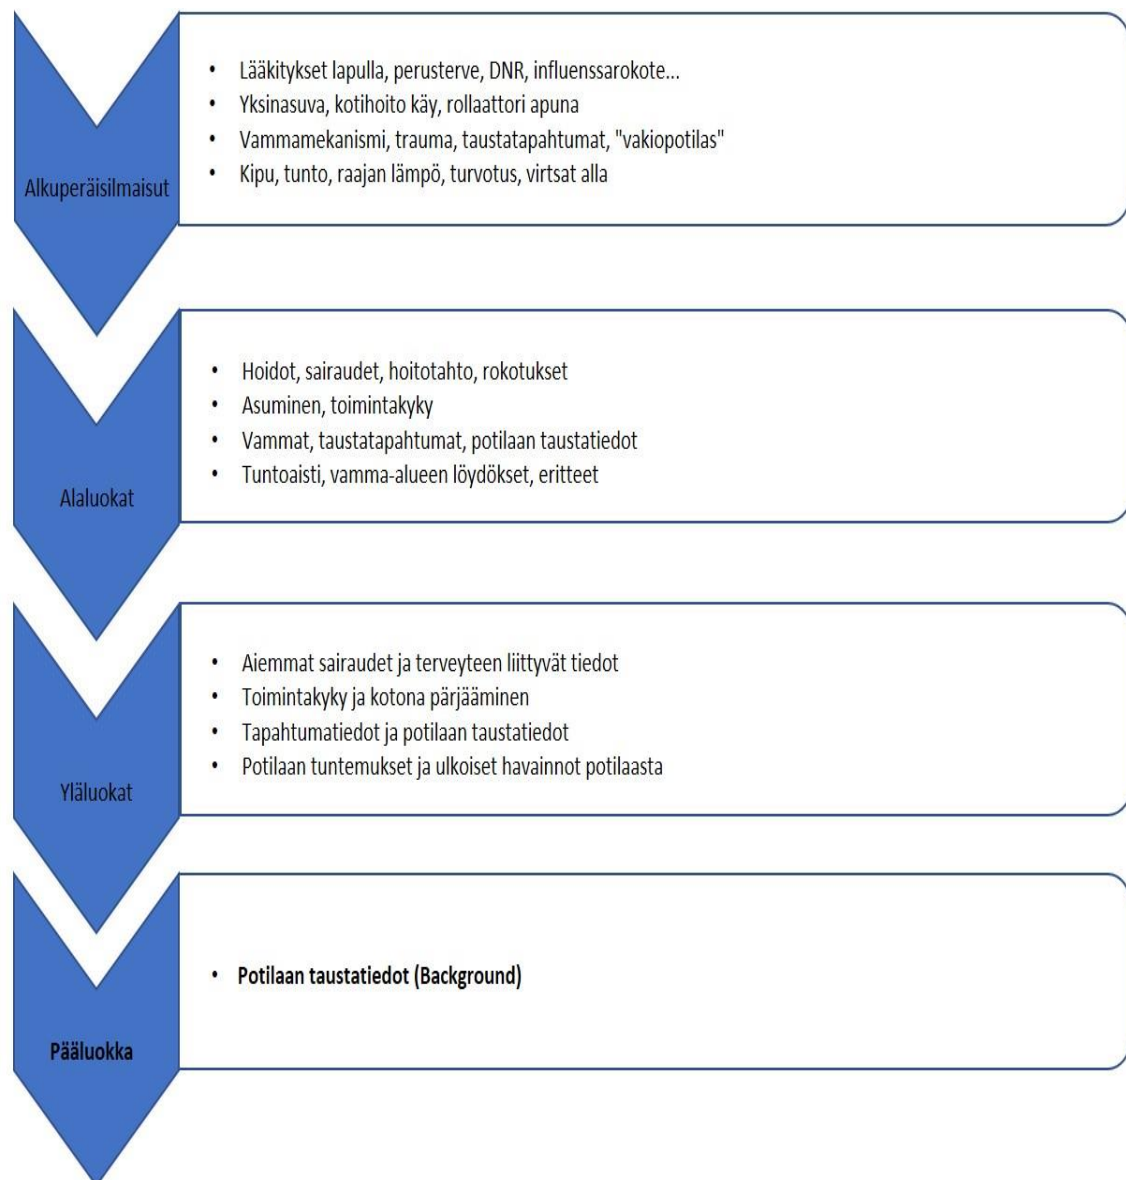 Alkuperäisilmaisut
• Lääkitykset lapulla, perusterve, DNR, influenssarokote...
• Yksinasuva, kotihoito käy, rollaattori apuna
• Vammamekanismi, trauma, taustatapahtumat, "vakiopotilas"
• Kipu, tunto, raajan lämpö, turvotus, virtsat alla
Alaluokat
• Hoidot, sairaudet, hoitotahto, rokotukset
• Asuminen, toimintakyky
• Vammat, taustatapahtumat, potilaan taustatiedot
• Tuntoaisti, vamma-alueen löydökset, eritteet
Yläluokat
• Aiemmat sairaudet ja terveyteen liittyvät tiedot
• Toimintakyky ja kotona pärjääminen
• Tapahtumatiedot ja potilaan taustatiedot
• Potilaan tuntemukset ja ulkoiset havainnot potilaasta
Pääluokka
• Potilaan taustatiedot (Background)